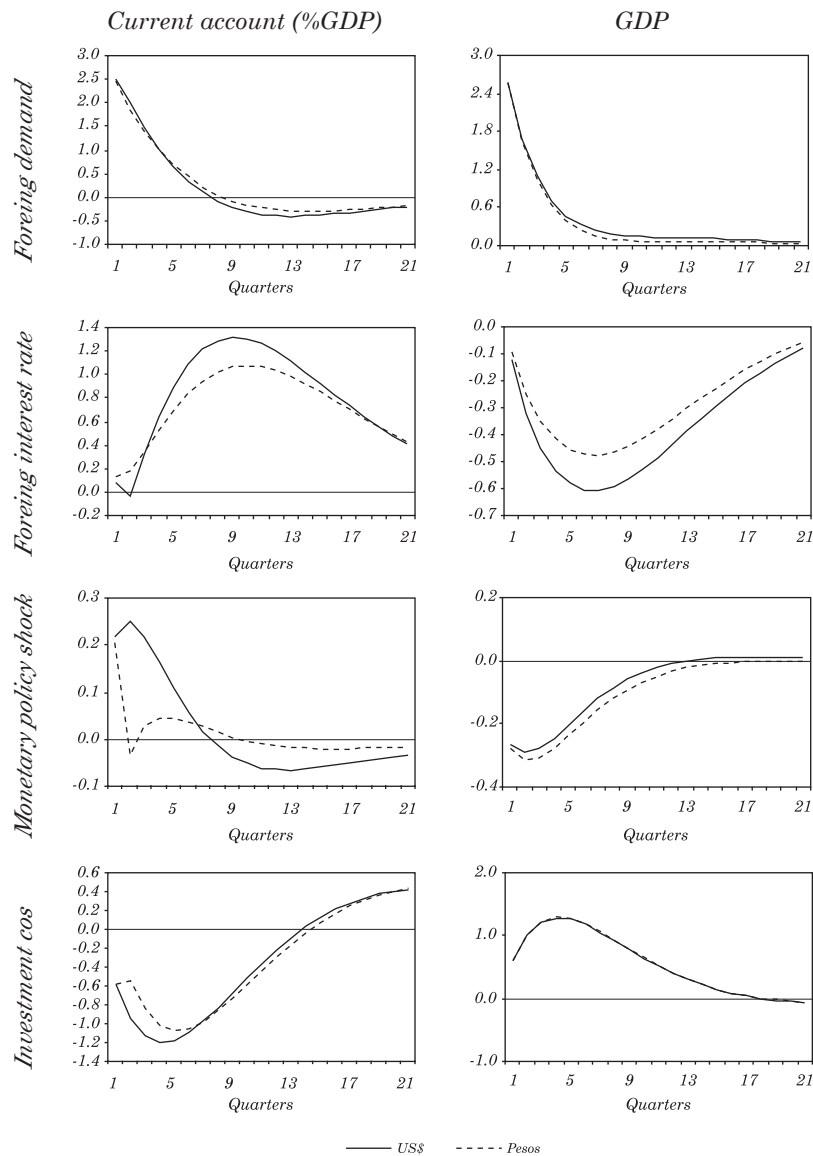 Current account (%GDP)
GDP
Foreing demand
3.0
2.5
2.0
1.5
1.0
0.5
0.0
-0.5
-1.0
1 5 9 13 17 21
Quarters
3.0
2.4
1.8
1.2
0.6
0.0
1 5 9 13 17 21
Quarters
Foreing interest rate
1.4
1.2
1.0
0.8
0.6
0.4
0.2
0.0
-0.2
1 5 9 13 17 21
Quarters
0.0
-0.1
-0.2
-0.3
-0.4
-0.5
-0.6
-0.7
1 5 9 13 17 21
Quarters
Monetary policy shock
0.3
0.2
0.1
0.0
-0.1
1 5 9 13 17 21
Quarters
0.2
0.0
-0.2
-0.4
1 5 9 13 17 21
Quarters
Investment cos
0.6
0.4
0.2
0.0
-0.2
-0.4
-0.6
-0.8
-1.0
-1.2
-1.4
1 5 9 13 17 21
Quarters
2.0
1.0
0.0
-1.0
1 5 9 13 17 21
Quarters
US$ Pesos